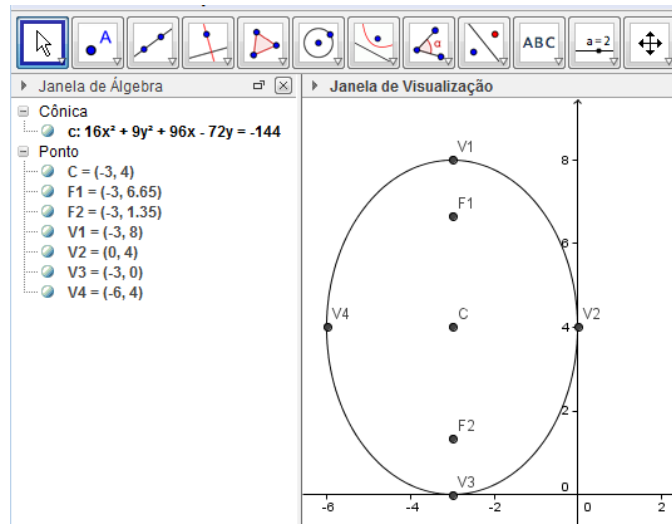 A
α
ABC
a=2
Janela de Álgebra
Janela de Visualização
Cônica
c: 16x² + 9y² + 96x - 72y = -144
Ponto
C = (-3, 4)
F1 = (-3, 6.65)
F2 = (-3, 1.35)
V1 = (-3, 8)
V2 = (0, 4)
V3 = (-3, 0)
V4 = (-6, 4)
V1
8
F1
6
V4
C
4
V2
2
F2
V3
0
-6
-4
-2
0
2